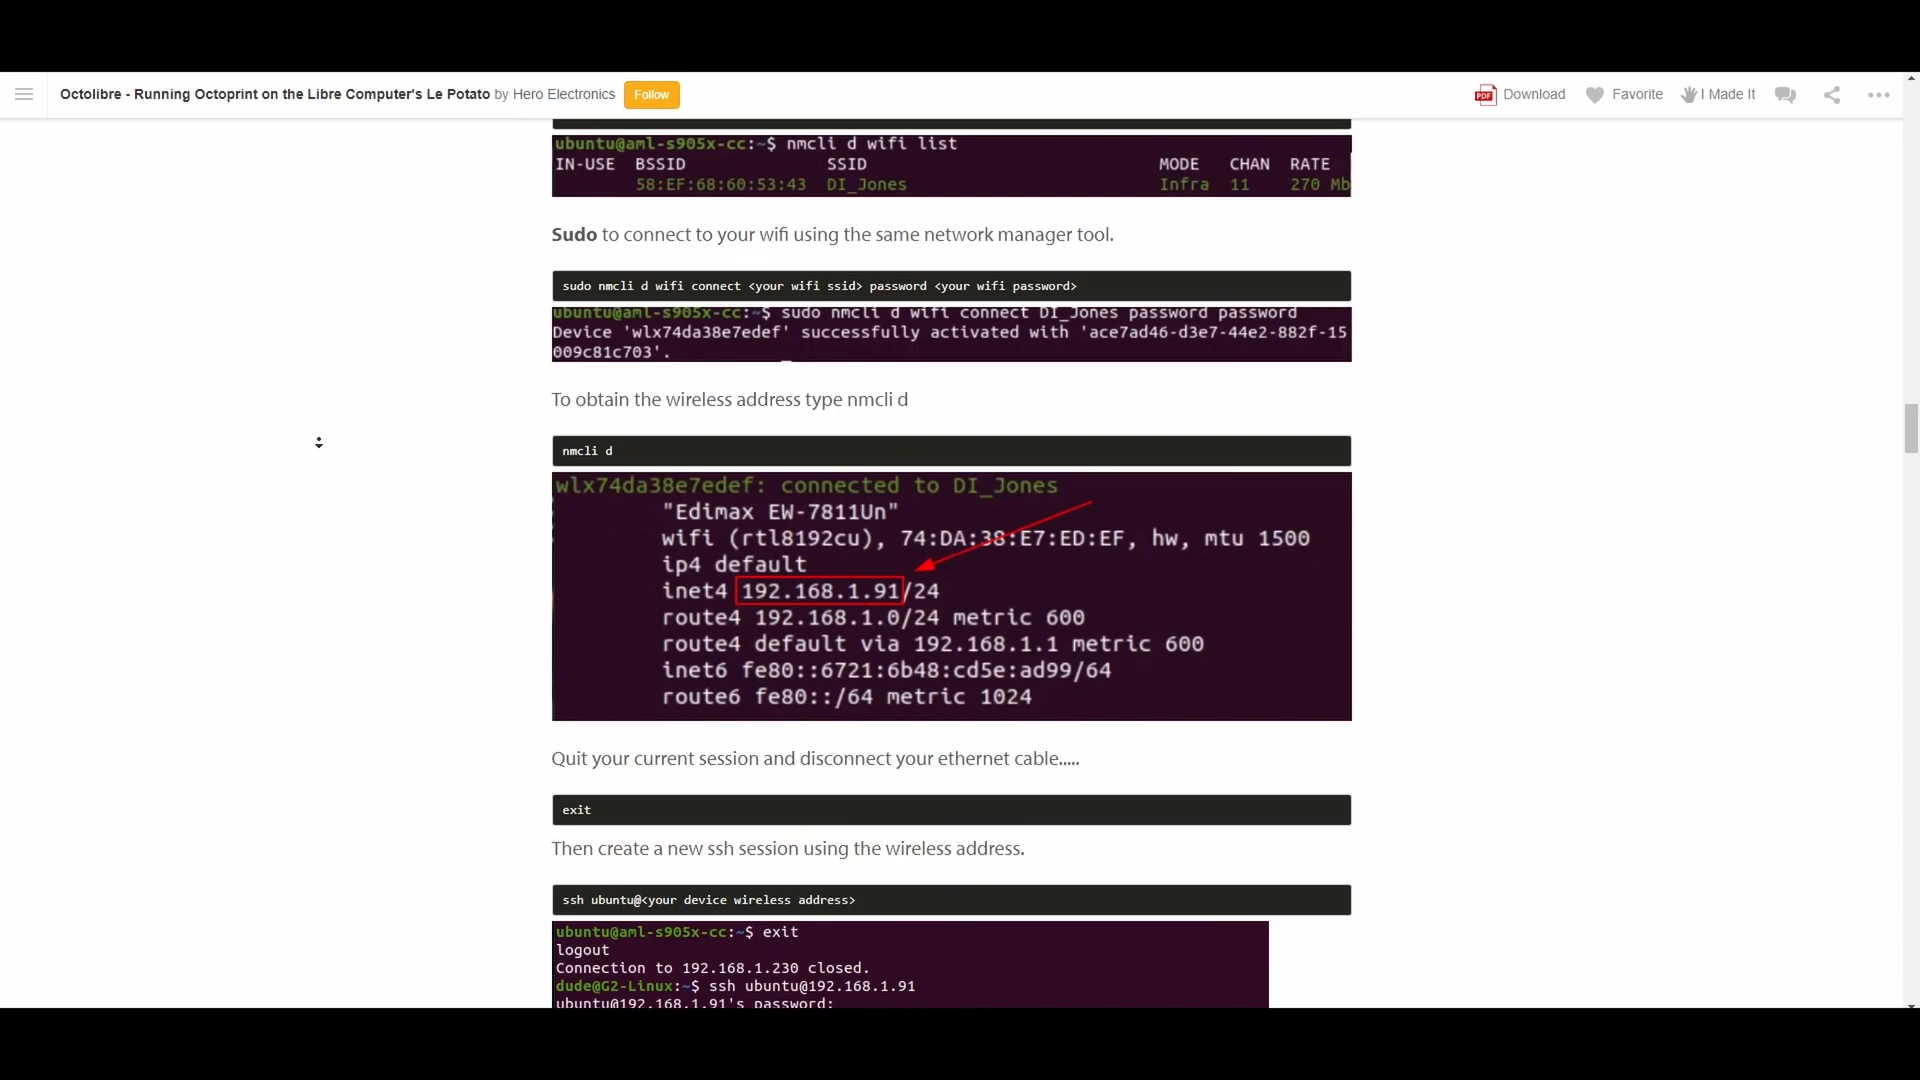 Octolibre - Running Octoprint on the Libre Computer's Le Potato by Hero Electronics Follow PDF Download Favorite I Made It
ubuntu@aml-s905x-cc:~$ nmcli d wifi list
IN-USE BSSID SSID MODE CHAN RATE
58:EF:68:60:53:43 DI_Jones Infra 11 270 Mb
Sudo to connect to your wifi using the same network manager tool.
sudo nmcli d wifi connect <your wifi ssid> password <your wifi password>
ubuntu@aml-s905x-cc:~$ sudo nmcli d wifi connect DI_Jones password password
Device 'wlx74da38e7edef' successfully activated with 'ace7ad46-d3e7-44e2-882f-15
009c81c703'.
To obtain the wireless address type nmcli d
nmcli d
wlx74da38e7edef: connected to DI_Jones
"Edimax EW-7811Un"
wifi (rtl8192cu), 74:DA:38:E7:ED:EF, hw, mtu 1500
ip4 default
inet4 192.168.1.91/24
route4 192.168.1.0/24 metric 600
route4 default via 192.168.1.1 metric 600
inet6 fe80::6721:6b48:cd5e:ad99/64
route6 fe80::/64 metric 1024
Quit your current session and disconnect your ethernet cable.....
exit
Then create a new ssh session using the wireless address.
ssh ubuntu@<your device wireless address>
ubuntu@aml-s905x-cc:~$ exit
logout
Connection to 192.168.1.230 closed.
dude@G2-Linux:~$ ssh ubuntu@192.168.1.91
ubuntu@192.168.1.91's password: